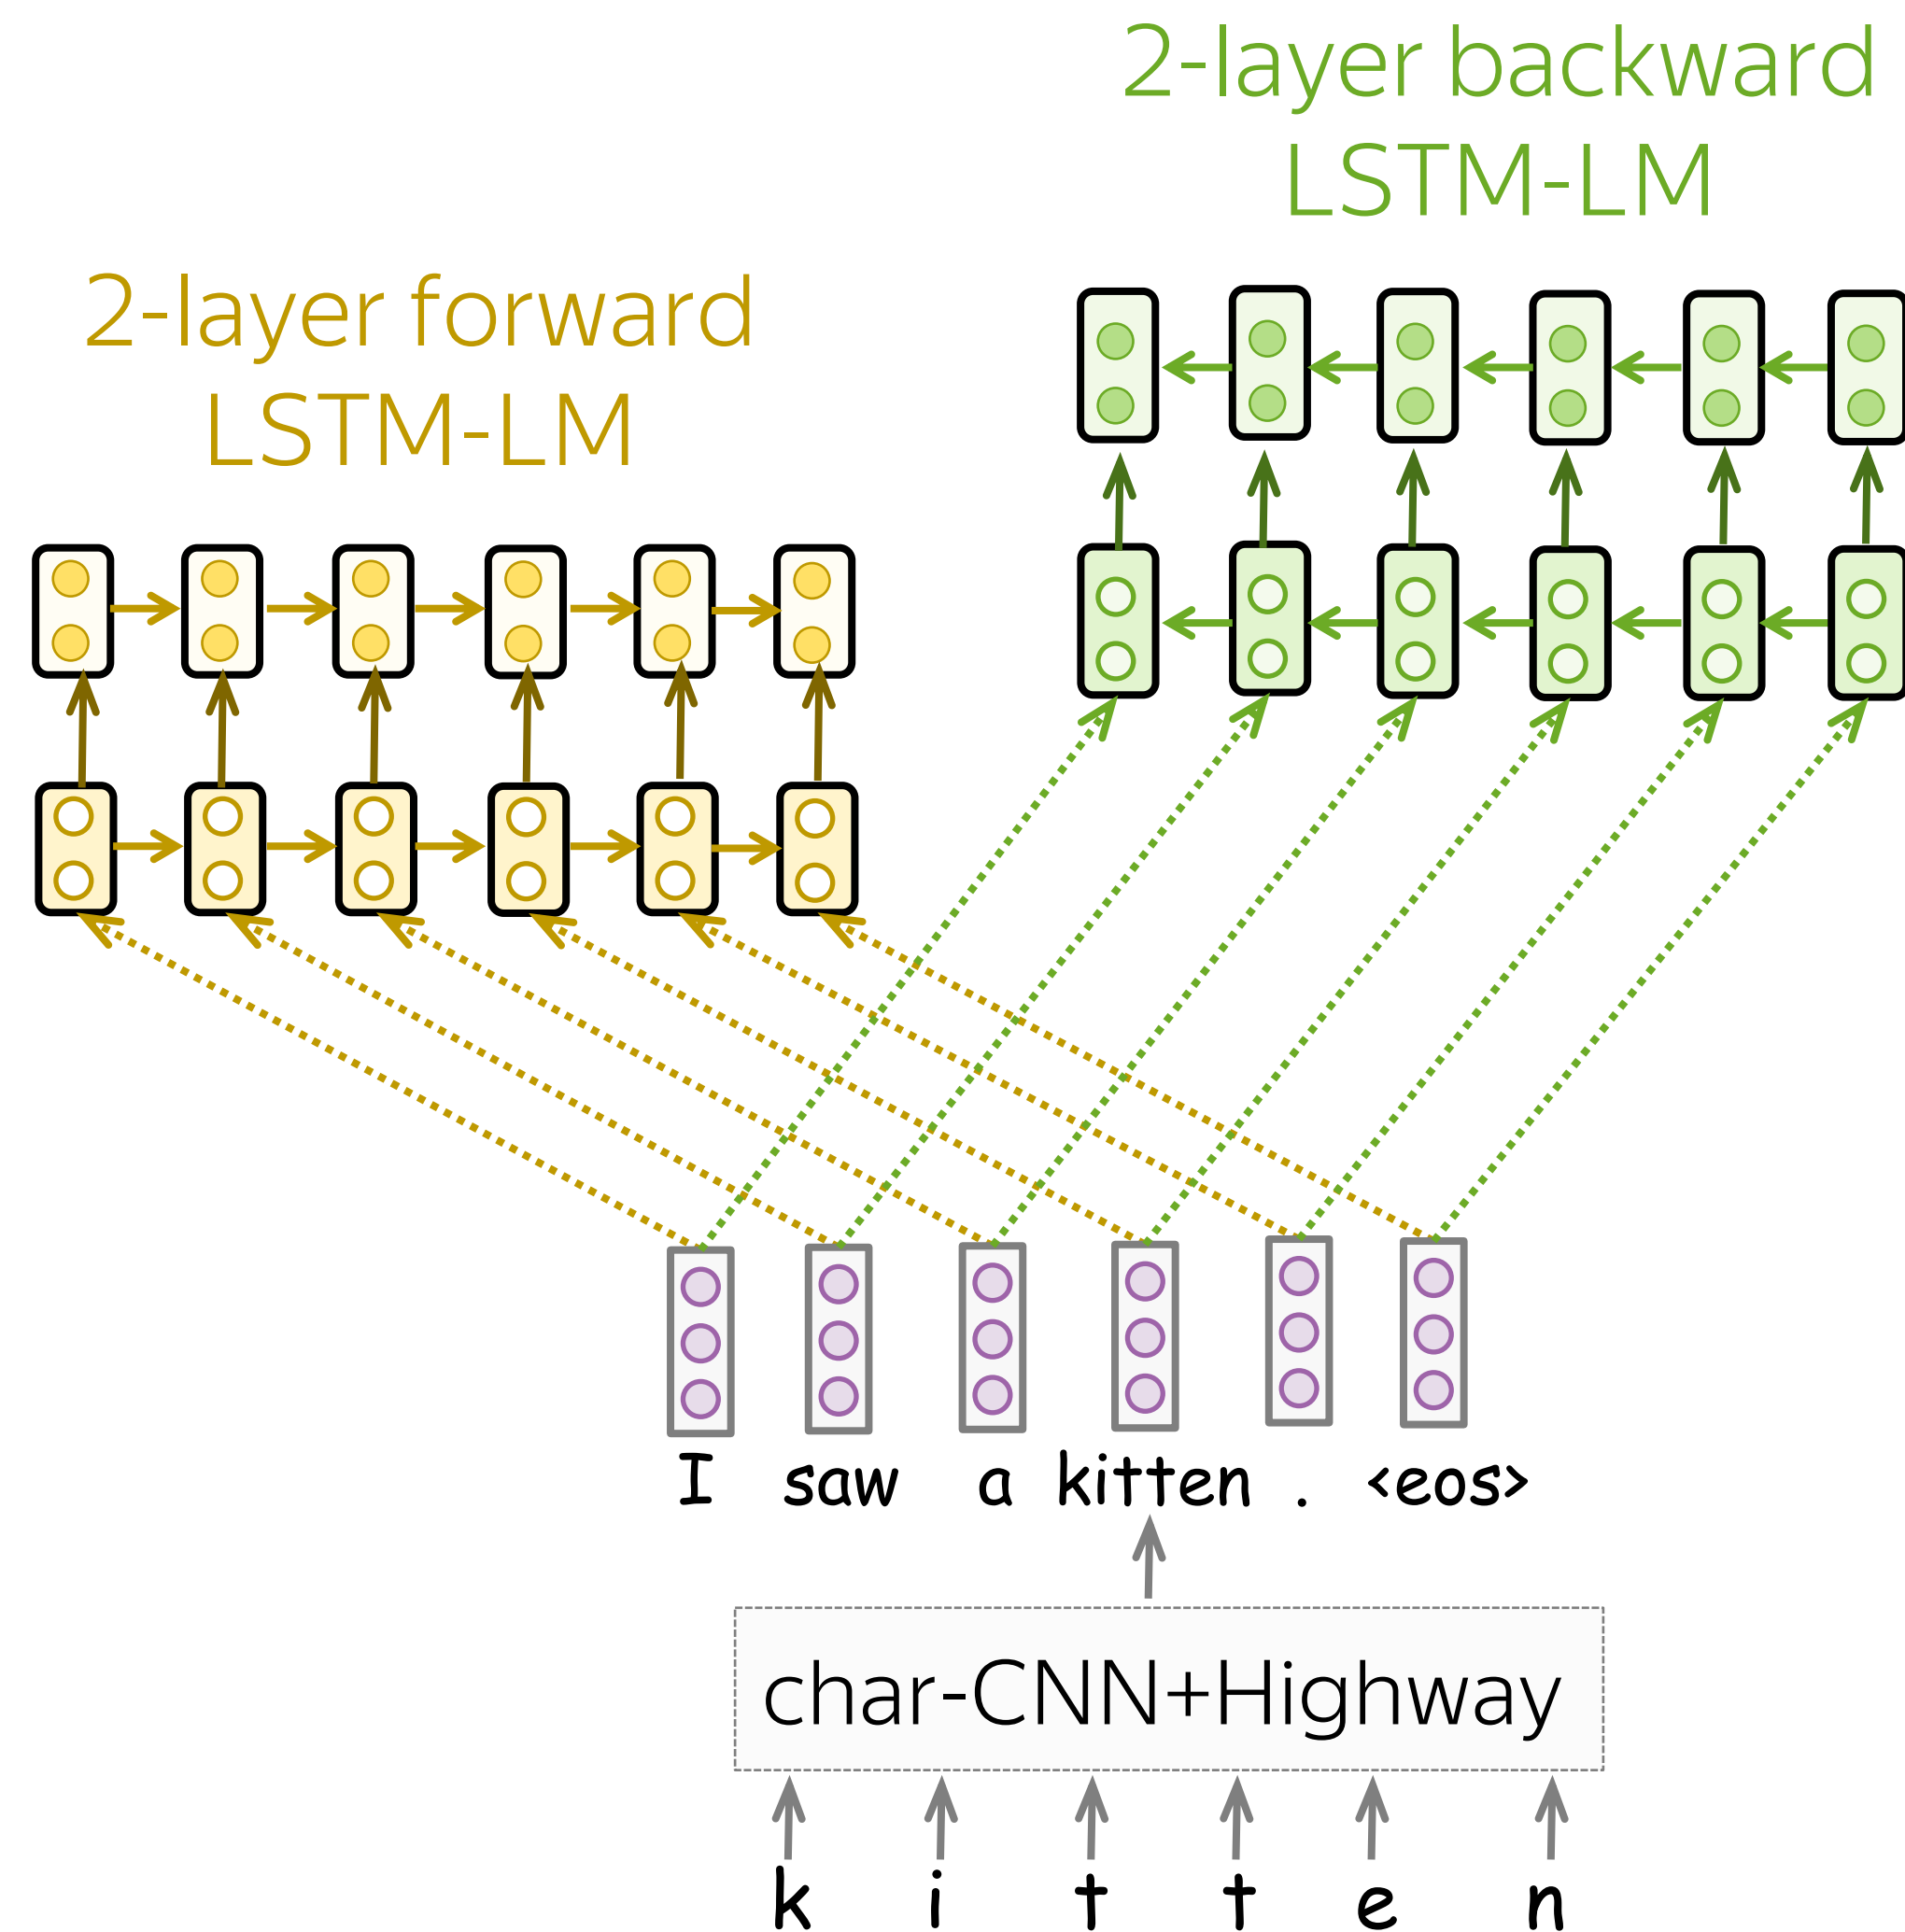 2-layer backward
LSTM-LM
2-layer forward
LSTM-LM
I saw a kitten . <eos>
char-CNN+Highway
k i t t e n